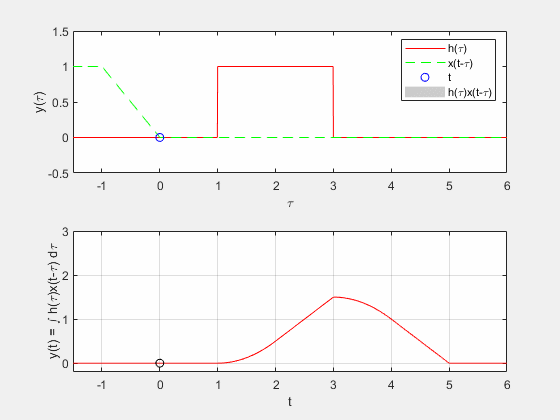 1.5
1
0.5
0
-0.5
y(τ)
h(τ)
x(t-τ)
t
h(τ)x(t-τ)
-1 0 1 2 3 4 5 6
τ
3
2
1
0
y(t) = ∫ h(τ)x(t-τ) dτ
-1 0 1 2 3 4 5 6
t